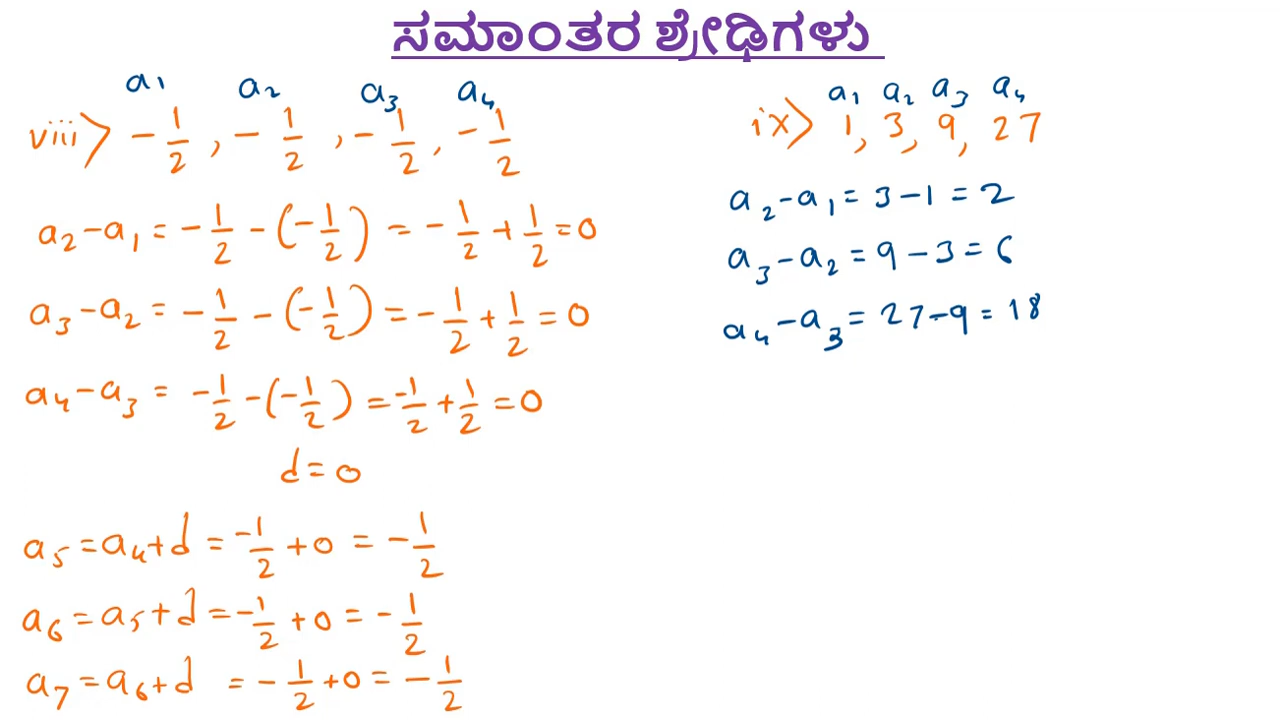 ಸಮಾಂತರ ಶ್ರೇಢಿಗಳು
a₁ a₂ a₃ a₄
viii> -1/2, -1/2, -1/2, -1/2
a₂ - a₁ = -1/2 - (-1/2) = -1/2 + 1/2 = 0
a₃ - a₂ = -1/2 - (-1/2) = -1/2 + 1/2 = 0
a₄ - a₃ = -1/2 - (-1/2) = -1/2 + 1/2 = 0
d = 0
a₅ = a₄ + d = -1/2 + 0 = -1/2
a₆ = a₅ + d = -1/2 + 0 = -1/2
a₇ = a₆ + d = -1/2 + 0 = -1/2
a₁ a₂ a₃ a₄
ix> 1, 3, 9, 27
a₂ - a₁ = 3 - 1 = 2
a₃ - a₂ = 9 - 3 = 6
a₄ - a₃ = 27 - 9 = 18